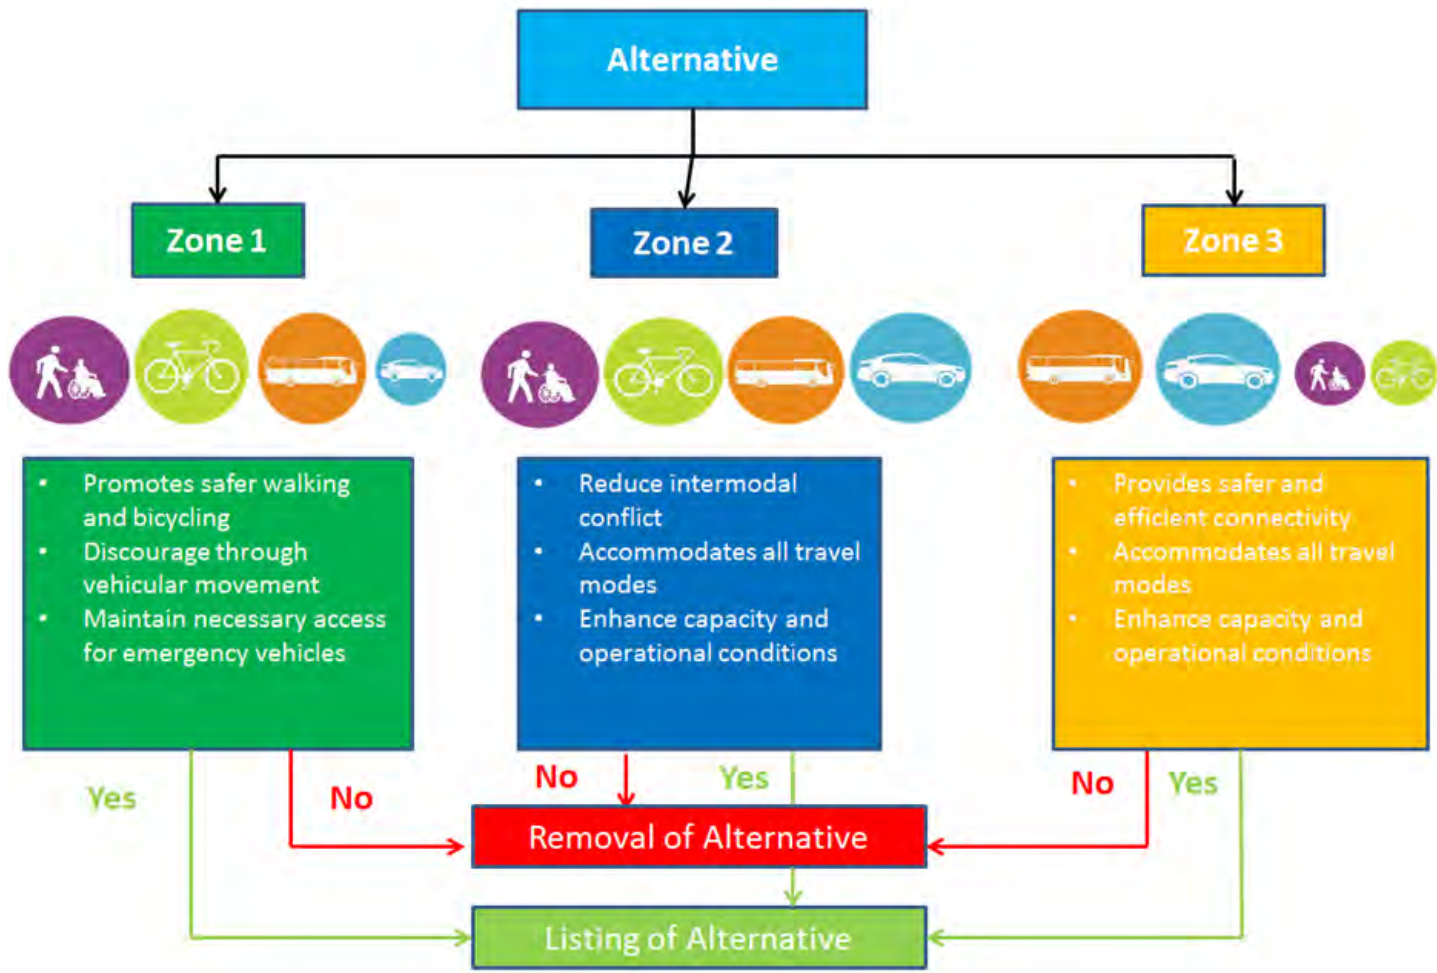 Alternative
Zone 1
Zone 2
Zone 3
• Promotes safer walking
and bicycling
• Discourage through
vehicular movement
• Maintain necessary access
for emergency vehicles
• Reduce intermodal
conflict
• Accommodates all travel
modes
• Enhance capacity and
operational conditions
• Provides safer and
efficient connectivity
• Accommodates all travel
modes
• Enhance capacity and
operational conditions
Yes
No
No
Yes
No
Yes
Removal of Alternative
Listing of Alternative